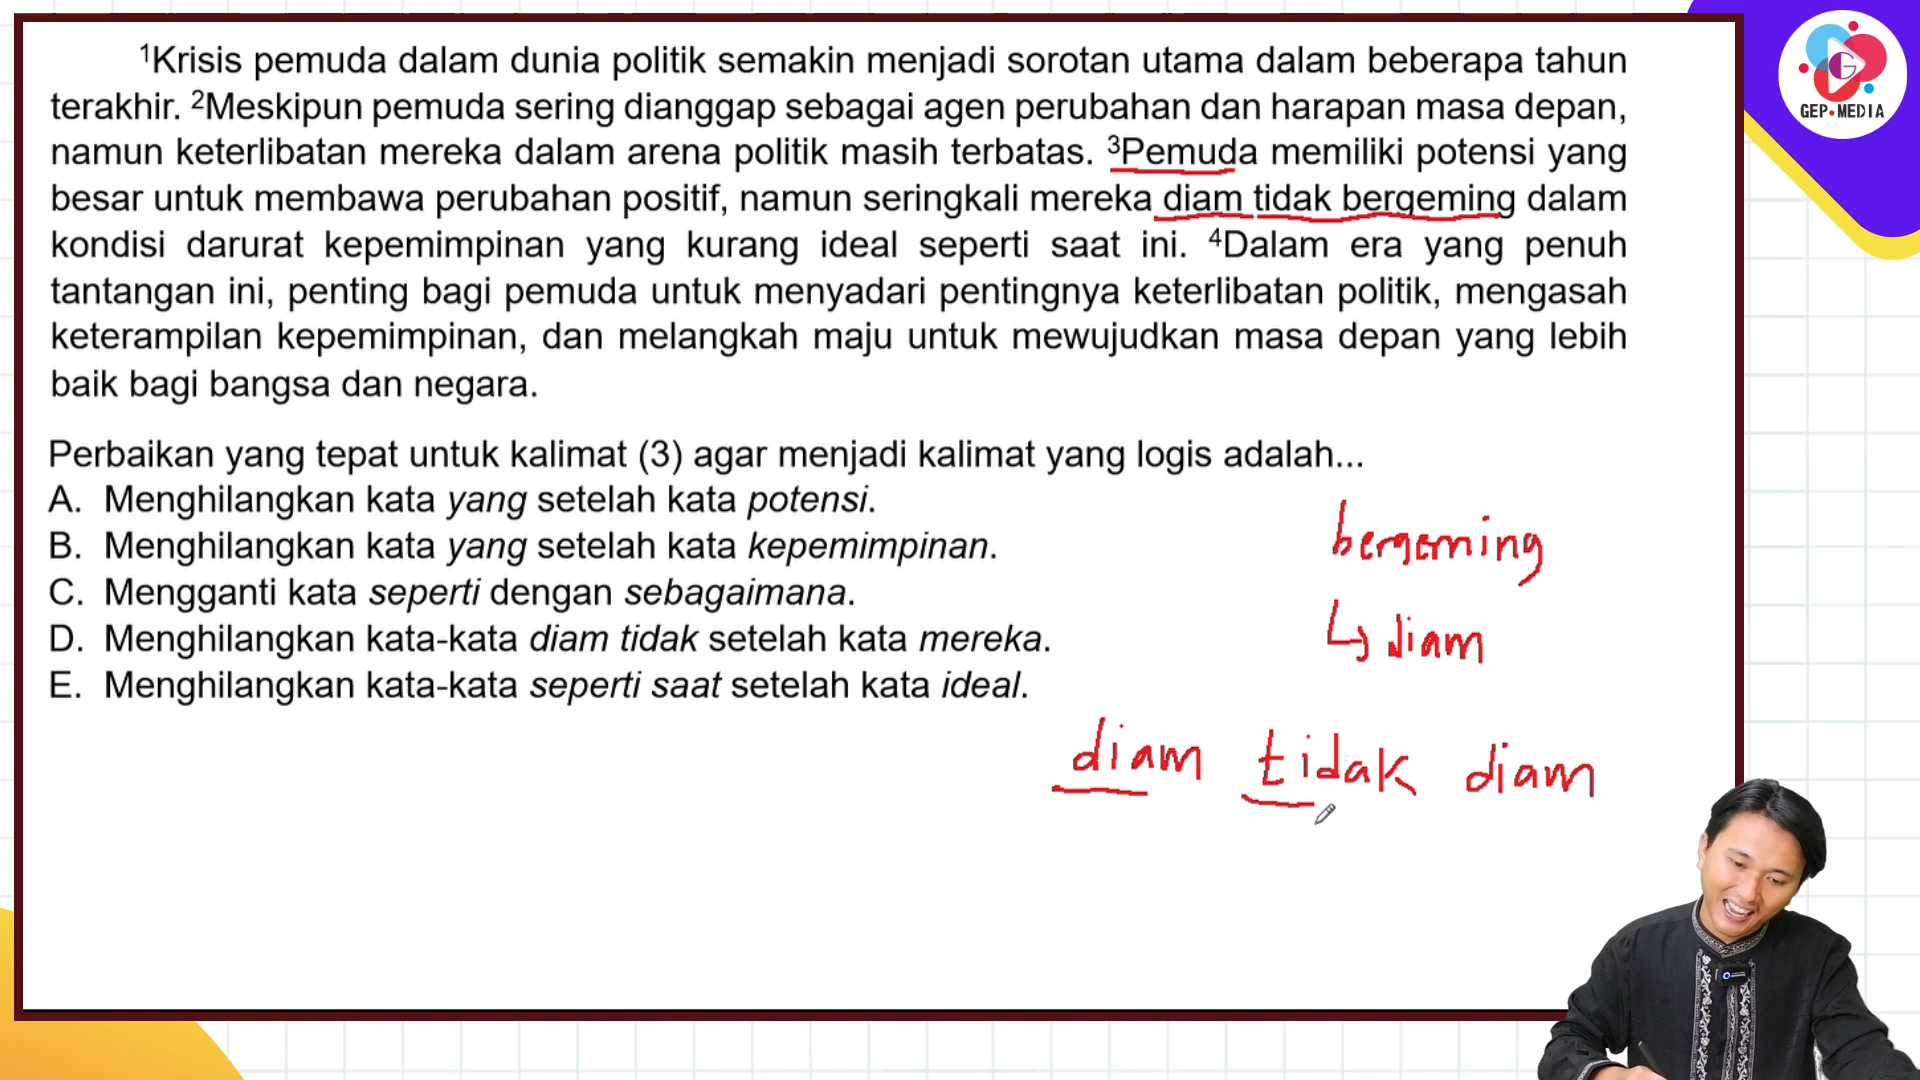 ¹Krisis pemuda dalam dunia politik semakin menjadi sorotan utama dalam beberapa tahun
terakhir. ²Meskipun pemuda sering dianggap sebagai agen perubahan dan harapan masa depan,
namun keterlibatan mereka dalam arena politik masih terbatas. ³Pemuda memiliki potensi yang
besar untuk membawa perubahan positif, namun seringkali mereka diam tidak bergeming dalam
kondisi darurat kepemimpinan yang kurang ideal seperti saat ini. ⁴Dalam era yang penuh
tantangan ini, penting bagi pemuda untuk menyadari pentingnya keterlibatan politik, mengasah
keterampilan kepemimpinan, dan melangkah maju untuk mewujudkan masa depan yang lebih
baik bagi bangsa dan negara.
Perbaikan yang tepat untuk kalimat (3) agar menjadi kalimat yang logis adalah...
A. Menghilangkan kata yang setelah kata potensi.
B. Menghilangkan kata yang setelah kata kepemimpinan.
C. Mengganti kata seperti dengan sebagaimana.
D. Menghilangkan kata-kata diam tidak setelah kata mereka.
E. Menghilangkan kata-kata seperti saat setelah kata ideal.
bergeming
↳ diam
diam tidak diam
G
GEP•MEDIA